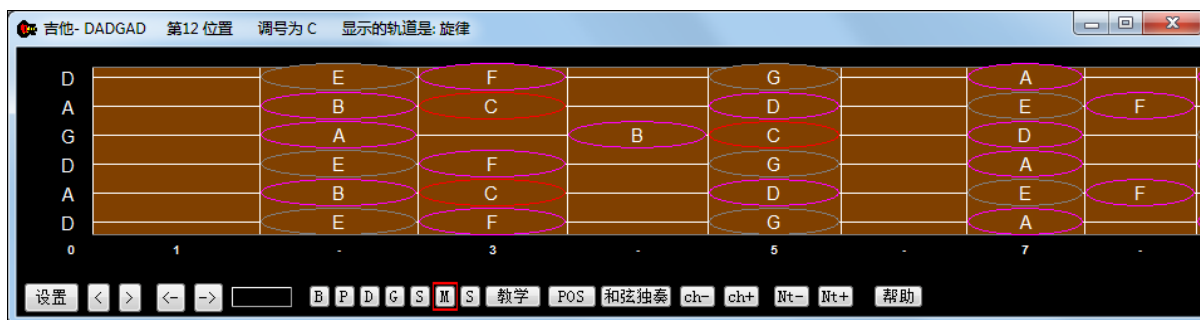 吉他- DADGAD 第12 位置 调号为 C 显示的轨道是: 旋律
D E F G A
A B C D E F
G A B C D
D E F G A
A B C D E F
D E F G A
0 1 - 3 - 5 - 7 -
设置 < > <- -> B P D G S M S 教学 POS 和弦独奏 ch- ch+ Nt- Nt+ 帮助